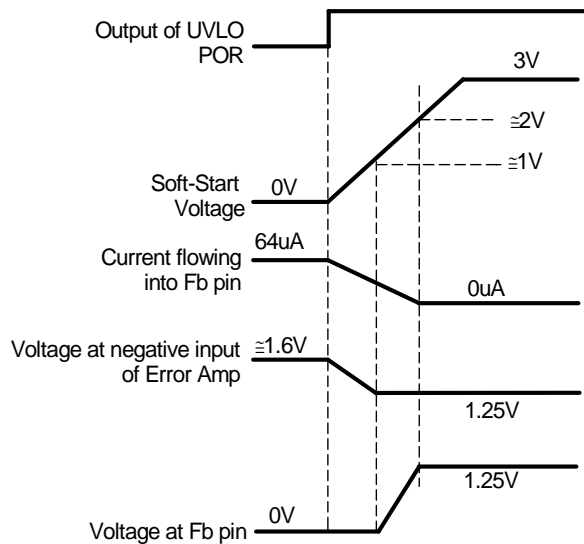 Output of UVLO
POR
3V
≅2V
≅1V
Soft-Start
Voltage
0V
64uA
Current flowing
into Fb pin
0uA
≅1.6V
Voltage at negative input
of Error Amp
1.25V
1.25V
0V
Voltage at Fb pin